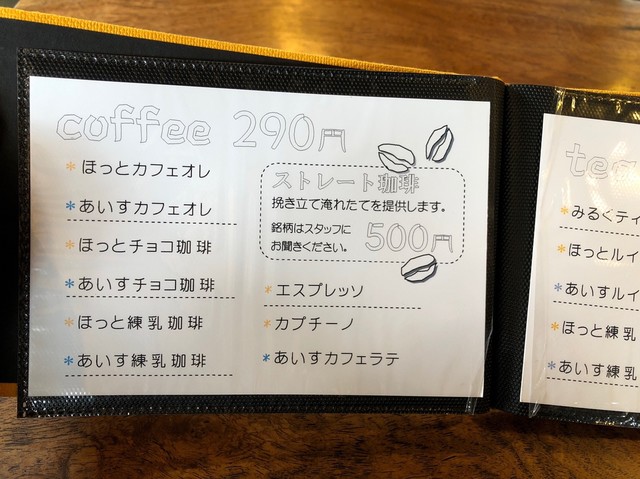 coffee 290円
*ほっとカフェオレ
*あいすカフェオレ
*ほっとチョコ珈琲
*あいすチョコ珈琲
*ほっと練乳珈琲
*あいす練乳珈琲
ストレート珈琲
挽き立て淹れたてを提供します。
銘柄はスタッフに
お聞きください。
500円
*エスプレッソ
*カプチーノ
*あいすカフェラテ
*みるくティ
*ほっとルイ
*あいすルイ
*ほっと練乳
*あいす練乳